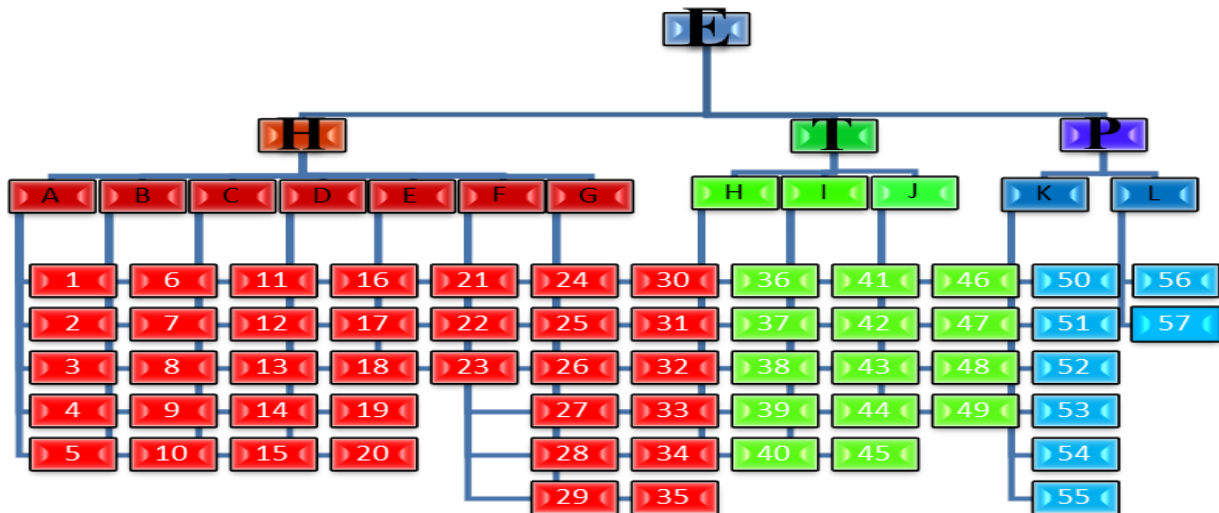 E
H T P
A B C D E F G H I J K L
1 6 11 16 21 24 30 36 41 46 50 56
2 7 12 17 22 25 31 37 42 47 51 57
3 8 13 18 23 26 32 38 43 48 52
4 9 14 19 27 33 39 44 49 53
5 10 15 20 28 34 40 45 54
29 35 55